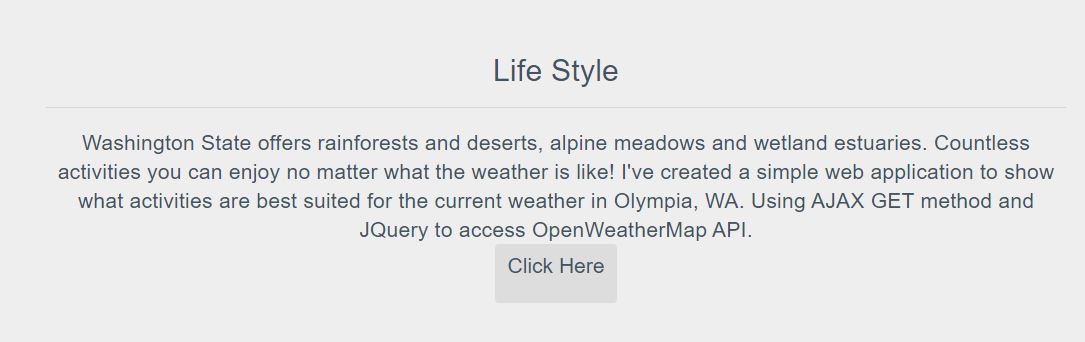 Life Style
Washington State offers rainforests and deserts, alpine meadows and wetland estuaries. Countless
activities you can enjoy no matter what the weather is like! I've created a simple web application to show
what activities are best suited for the current weather in Olympia, WA. Using AJAX GET method and
JQuery to access OpenWeatherMap API.
Click Here